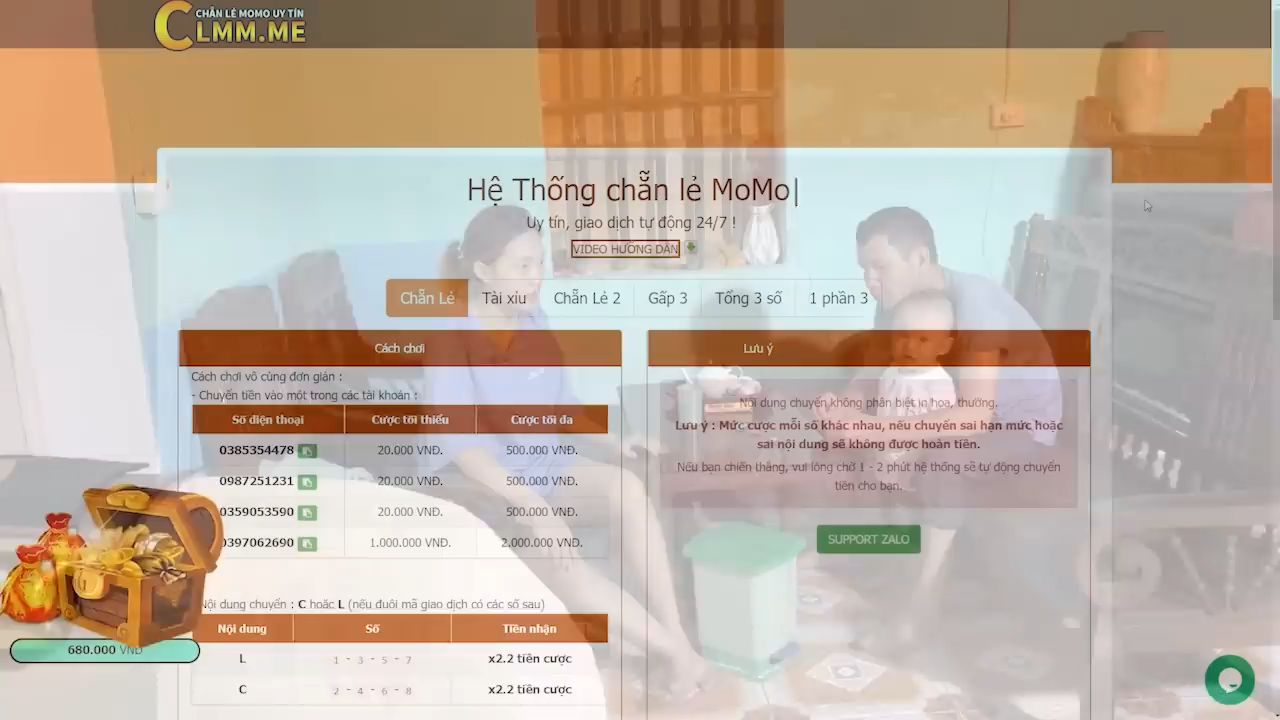 CHẴN LẺ MOMO UY TÍN
CLMM.ME
Hệ Thống chẵn lẻ MoMo|
Uy tín, giao dịch tự động 24/7 !
VIDEO HƯỚNG DẪN
Chẵn Lẻ
Tài xỉu
Chẵn Lẻ 2
Gấp 3
Tổng 3 số
1 phần 3
Cách chơi
Cách chơi vô cùng đơn giản :
- Chuyển tiền vào một trong các tài khoản :
Số điện thoại Cược tối thiểu Cược tối đa
0385354478 20.000 VNĐ. 500.000 VNĐ.
0987251231 20.000 VNĐ. 500.000 VNĐ.
0359053590 20.000 VNĐ. 500.000 VNĐ.
0397062690 1.000.000 VNĐ. 2.000.000 VNĐ.
Nội dung chuyển : C hoặc L (nếu đuôi mã giao dịch có các số sau)
Nội dung Số Tiền nhận
L 1 - 3 - 5 - 7 x2.2 tiền cược
C 2 - 4 - 6 - 8 x2.2 tiền cược
Lưu ý
Nội dung chuyển không phân biệt in hoa, thường.
Lưu ý : Mức cược mỗi số khác nhau, nếu chuyển sai hạn mức hoặc
sai nội dung sẽ không được hoàn tiền.
Nếu bạn chiến thắng, vui lòng chờ 1 - 2 phút hệ thống sẽ tự động chuyển
tiền cho bạn.
SUPPORT ZALO
680.000 VNĐ